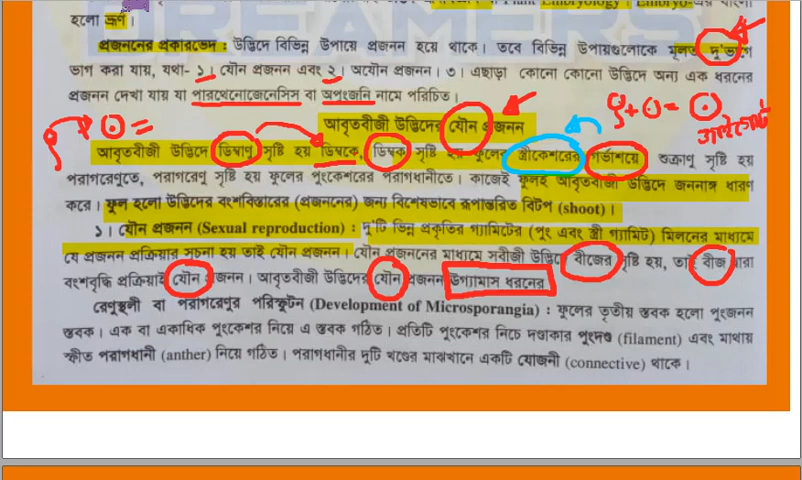 হলো ভ্রূণ।
প্রজননের প্রকারভেদ : উদ্ভিদে বিভিন্ন উপায়ে প্রজনন হয়ে থাকে। তবে বিভিন্ন উপায়গুলোকে মূলত দু'ভাগে
ভাগ করা যায়, যথা- ১। যৌন প্রজনন এবং ২। অযৌন প্রজনন। ৩। এছাড়া কোনো কোনো উদ্ভিদে অন্য এক ধরনের
প্রজনন দেখা যায় যা পারথেনোজেনেসিস বা অপুংজনি নামে পরিচিত।
আবৃতবীজী উদ্ভিদের যৌন প্রজনন
আবৃতবীজী উদ্ভিদে ডিম্বাণু সৃষ্টি হয় ডিম্বকে, ডিম্বক সৃষ্টি হয় ফুলের স্ত্রীকেশরের গর্ভাশয়ে। শুক্রাণু সৃষ্টি হয়
পরাগরেণুতে, পরাগরেণু সৃষ্টি হয় ফুলের পুংকেশরের পরাগধানীতে। কাজেই ফুলই আবৃতবীজী উদ্ভিদে জননাঙ্গ ধারণ
করে। ফুল হলো উদ্ভিদের বংশবিস্তারের (প্রজননের) জন্য বিশেষভাবে রূপান্তরিত বিটপ (shoot)।
১। যৌন প্রজনন (Sexual reproduction) : দু'টি ভিন্ন প্রকৃতির গ্যামিটের (পুং এবং স্ত্রী গ্যামিট) মিলনের মাধ্যমে
যে প্রজনন প্রক্রিয়ার সূচনা হয় তাই যৌন প্রজনন। যৌন প্রজননের মাধ্যমে সবীজী উদ্ভিদে বীজের সৃষ্টি হয়, তাই বীজ দ্বারা
বংশবৃদ্ধি প্রক্রিয়াই যৌন প্রজনন। আবৃতবীজী উদ্ভিদের যৌন প্রজনন উগ্যামাস ধরনের
রেণুস্থলী বা পরাগরেণুর পরিস্ফুটন (Development of Microsporangia) : ফুলের তৃতীয় স্তবক হলো পুংজনন
স্তবক। এক বা একাধিক পুংকেশর নিয়ে এ স্তবক গঠিত। প্রতিটি পুংকেশর নিচে দণ্ডাকার পুংদণ্ড (filament) এবং মাথায়
স্ফীত পরাগধানী (anther) নিয়ে গঠিত। পরাগধানীর দুটি খণ্ডের মাঝখানে একটি যোজনী (connective) থাকে।